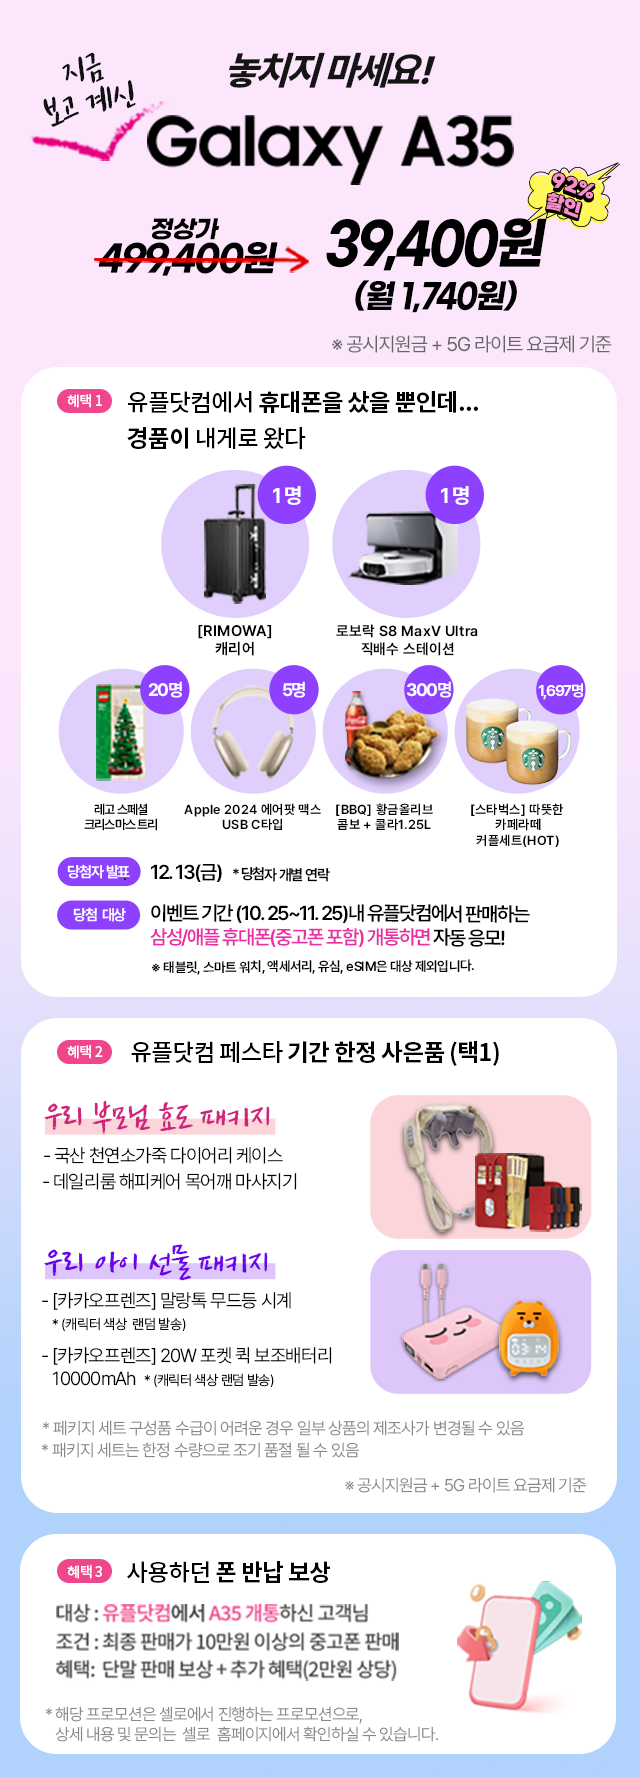 지금
보고 계신
놓치지 마세요!
Galaxy A35
92%
할인
정상가
499,400원
39,400원
(월 1,740원)
※ 공시지원금 + 5G 라이트 요금제 기준
혜택 1
유플닷컴에서 휴대폰을 샀을 뿐인데...
경품이 내게로 왔다
1명
1명
[RIMOWA]
캐리어
로보락 S8 MaxV Ultra
직배수 스테이션
20명
5명
300명
1,697명
레고 스페셜
크리스마스 트리
Apple 2024 에어팟 맥스
USB C타입
[BBQ] 황금올리브
콤보 + 콜라1.25L
[스타벅스] 따뜻한
카페라떼
커플세트(HOT)
당첨자 발표
12. 13(금) *당첨자 개별 연락
당첨 대상
이벤트 기간 (10. 25~11. 25)내 유플닷컴에서 판매하는
삼성/애플 휴대폰(중고폰 포함) 개통하면 자동 응모!
※ 태블릿, 스마트 워치, 액세서리, 유심, eSIM은 대상 제외입니다.
혜택 2
유플닷컴 페스타 기간 한정 사은품 (택1)
우리 부모님 효도 패키지
- 국산 천연소가죽 다이어리 케이스
- 데일리룸 해피케어 목어깨 마사지기
우리 아이 선물 패키지
- [카카오프렌즈] 말랑톡 무드등 시계
* (캐릭터 색상 랜덤 발송)
- [카카오프렌즈] 20W 포켓 퀵 보조배터리
10000mAh * (캐릭터 색상 랜덤 발송)
* 페키지 세트 구성품 수급이 어려운 경우 일부 상품의 제조사가 변경될 수 있음
* 패키지 세트는 한정 수량으로 조기 품절 될 수 있음
※ 공시지원금 + 5G 라이트 요금제 기준
혜택 3
사용하던 폰 반납 보상
대상 : 유플닷컴에서 A35 개통하신 고객님
조건 : 최종 판매가 10만원 이상의 중고폰 판매
혜택: 단말 판매 보상 + 추가 혜택(2만원 상당)
* 해당 프로모션은 셀로에서 진행하는 프로모션으로,
상세 내용 및 문의는 셀로 홈페이지에서 확인하실 수 있습니다.